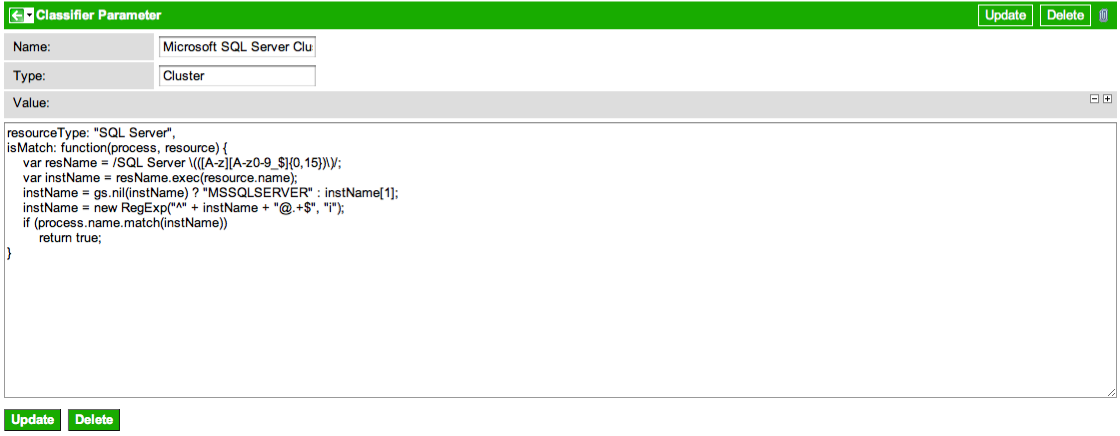 Classifier Parameter
Update Delete
Name: Microsoft SQL Server Clu
Type: Cluster
Value:
resourceType: "SQL Server",
isMatch: function(process, resource) {
var resName = /SQL Server \(([A-z][A-z0-9_$]{0,15})\)/;
var instName = resName.exec(resource.name);
instName = gs.nil(instName) ? "MSSQLSERVER" : instName[1];
instName = new RegExp("^" + instName + "@.+$", "i");
if (process.name.match(instName))
return true;
}
Update Delete